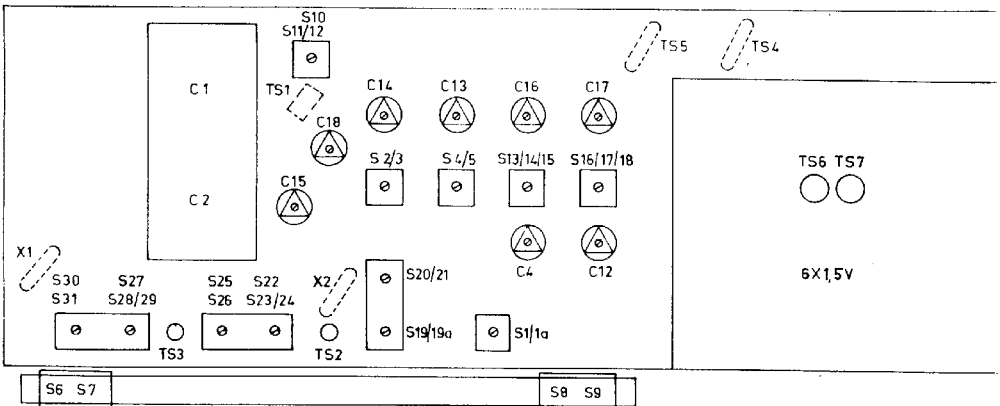 S10
S11/12
TS5
TS4
C1
TS1
C14
C13
C16
C17
C18
S2/3
S4/5
S13/14/15
S16/17/18
TS6 TS7
C15
C2
X1
C4
C12
6X1,5V
S30
S27
S25
S22
X2
S20/21
S31
S28/29
S26
S23/24
S19/19a
S1/1a
TS3
TS2
S6 S7
S8 S9